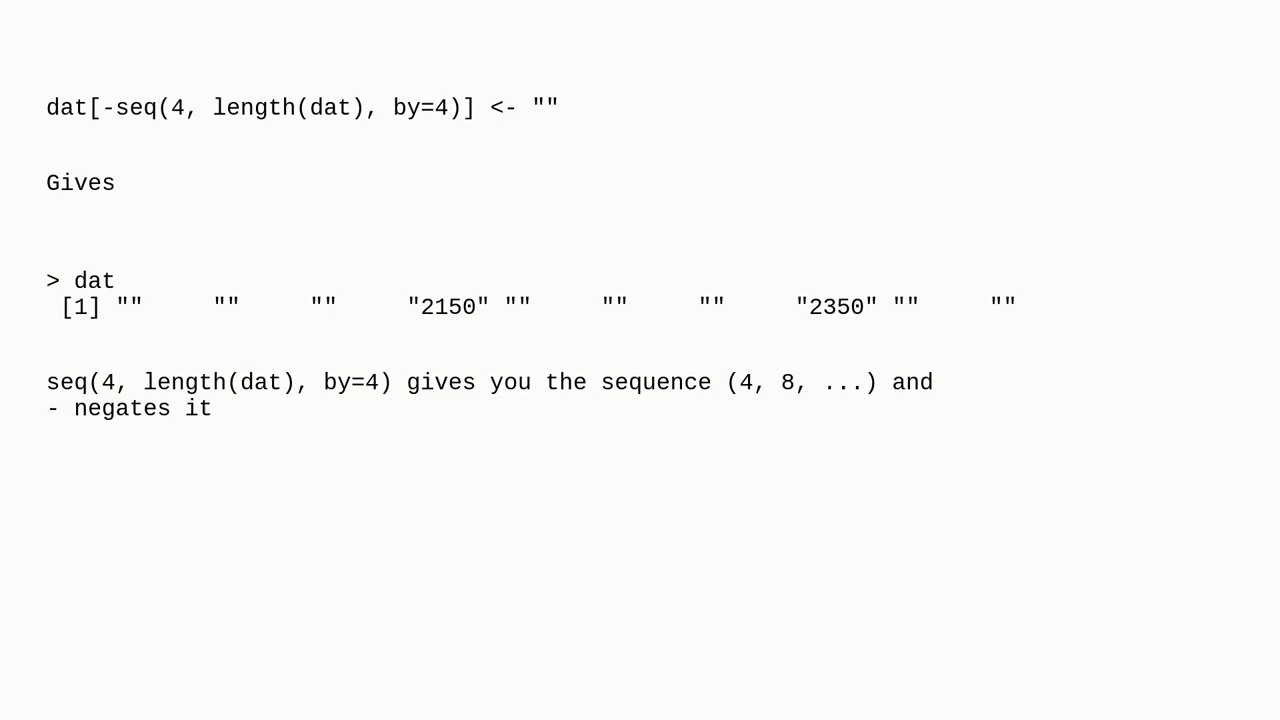 dat[-seq(4, length(dat), by=4)] <- ""
Gives
> dat
 [1] ""     ""     ""     "2150" ""     ""     ""     "2350" ""     ""
seq(4, length(dat), by=4) gives you the sequence (4, 8, ...) and
- negates it